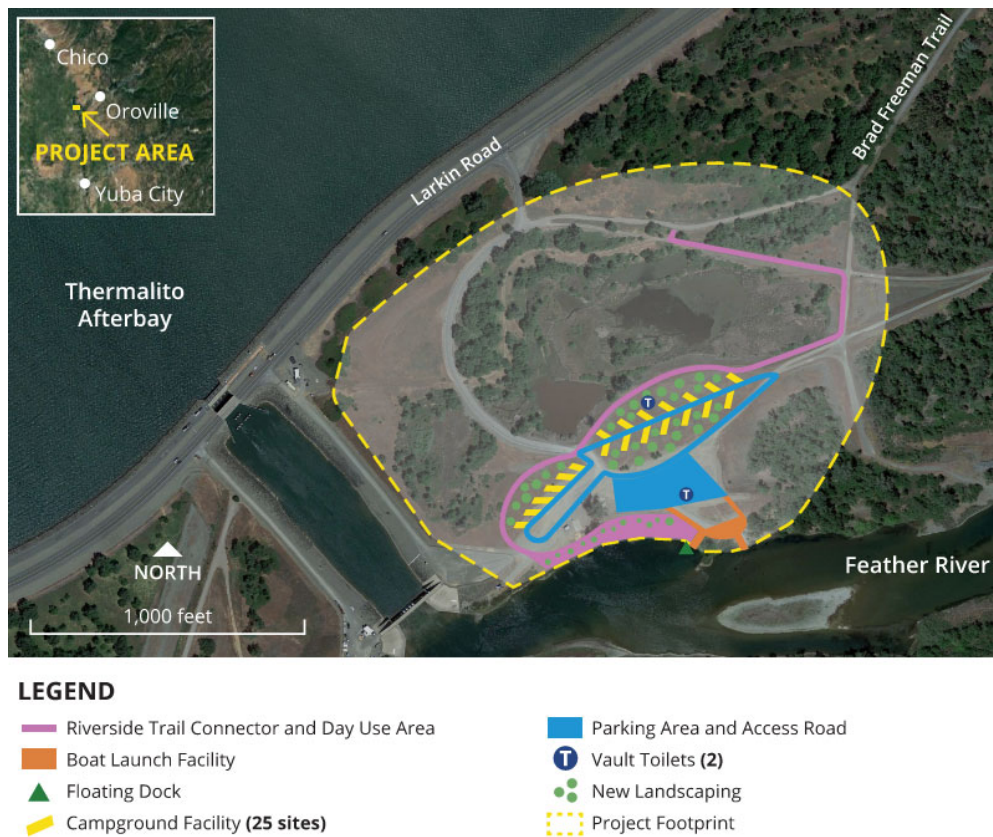 Chico
Oroville
PROJECT AREA
Yuba City
Larkin Road
Brad Freeman Trail
Thermalito
Afterbay
T
T
NORTH
1,000 feet
Feather River
LEGEND
Riverside Trail Connector and Day Use Area
Boat Launch Facility
Floating Dock
Campground Facility (25 sites)
Parking Area and Access Road
T Vault Toilets (2)
New Landscaping
Project Footprint